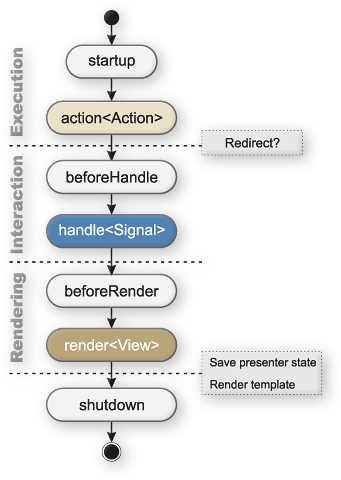 startup
Execution
action<Action>
Redirect?
beforeHandle
Interaction
handle<Signal>
beforeRender
Rendering
render<View>
Save presenter state
Render template
shutdown